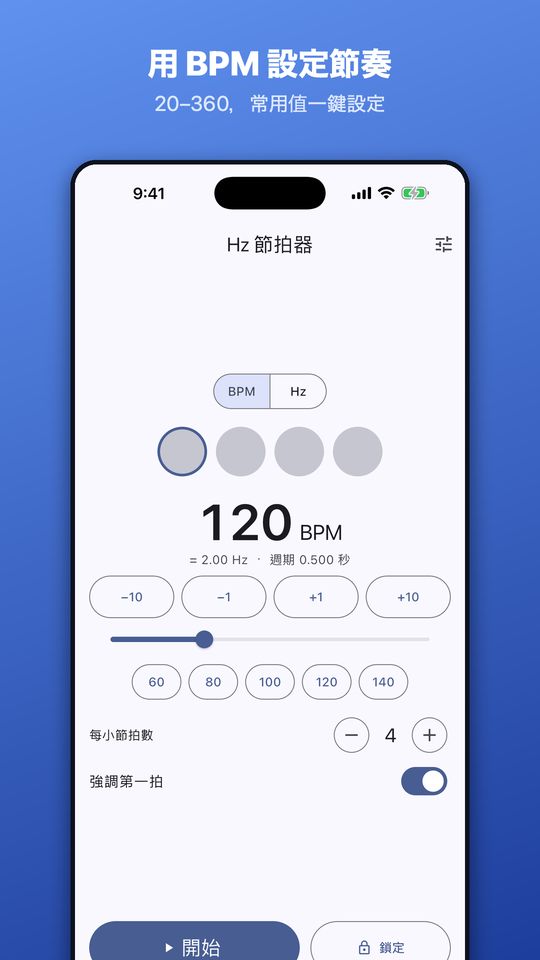 用 BPM 設定節奏
20–360，常用值一鍵設定
9:41
Hz 節拍器
BPM Hz
120 BPM
= 2.00 Hz · 週期 0.500 秒
−10 −1 +1 +10
60 80 100 120 140
每小節拍數 − 4 +
強調第一拍
開始 鎖定